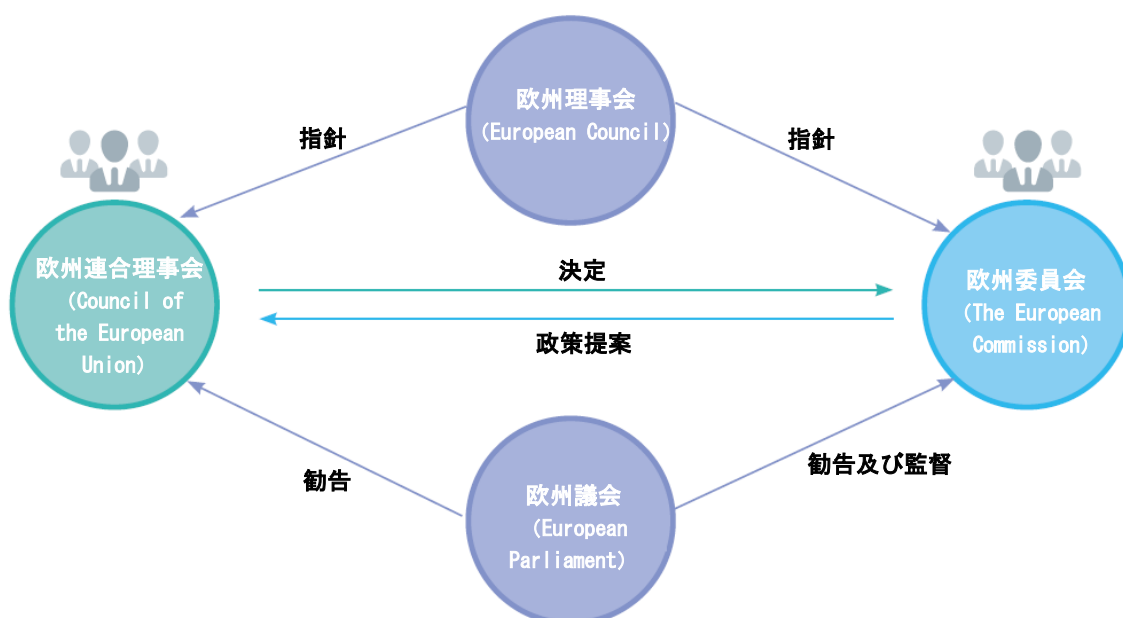 欧州理事会
(European Council)
指針
指針
欧州連合理事会
(Council of
the European
Union)
決定
政策提案
欧州委員会
(The European
Commission)
勧告
勧告及び監督
欧州議会
(European
Parliament)